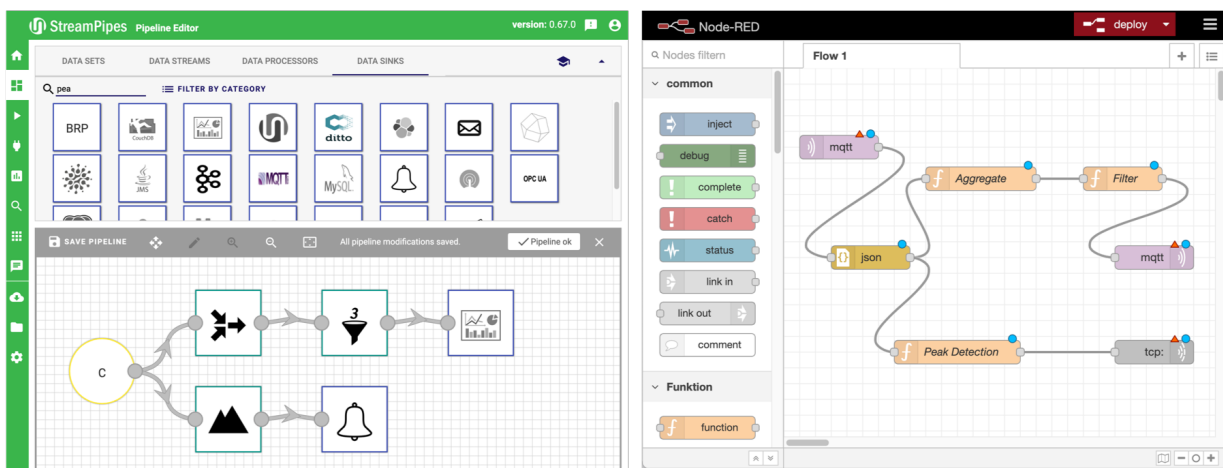 StreamPipes Pipeline Editor
version: 0.67.0
DATA SETS DATA STREAMS DATA PROCESSORS DATA SINKS
pea FILTER BY CATEGORY
BRP
CouchDB
ditto
JMS
MQTT
MySQL
OPC UA
SAVE PIPELINE All pipeline modifications saved. Pipeline ok
3
C
Node-RED deploy
Nodes filtern
Flow 1
common
inject
debug
complete
catch
status
link in
link out
comment
Funktion
function
mqtt
Aggregate
Filter
json
mqtt
Peak Detection
tcp: